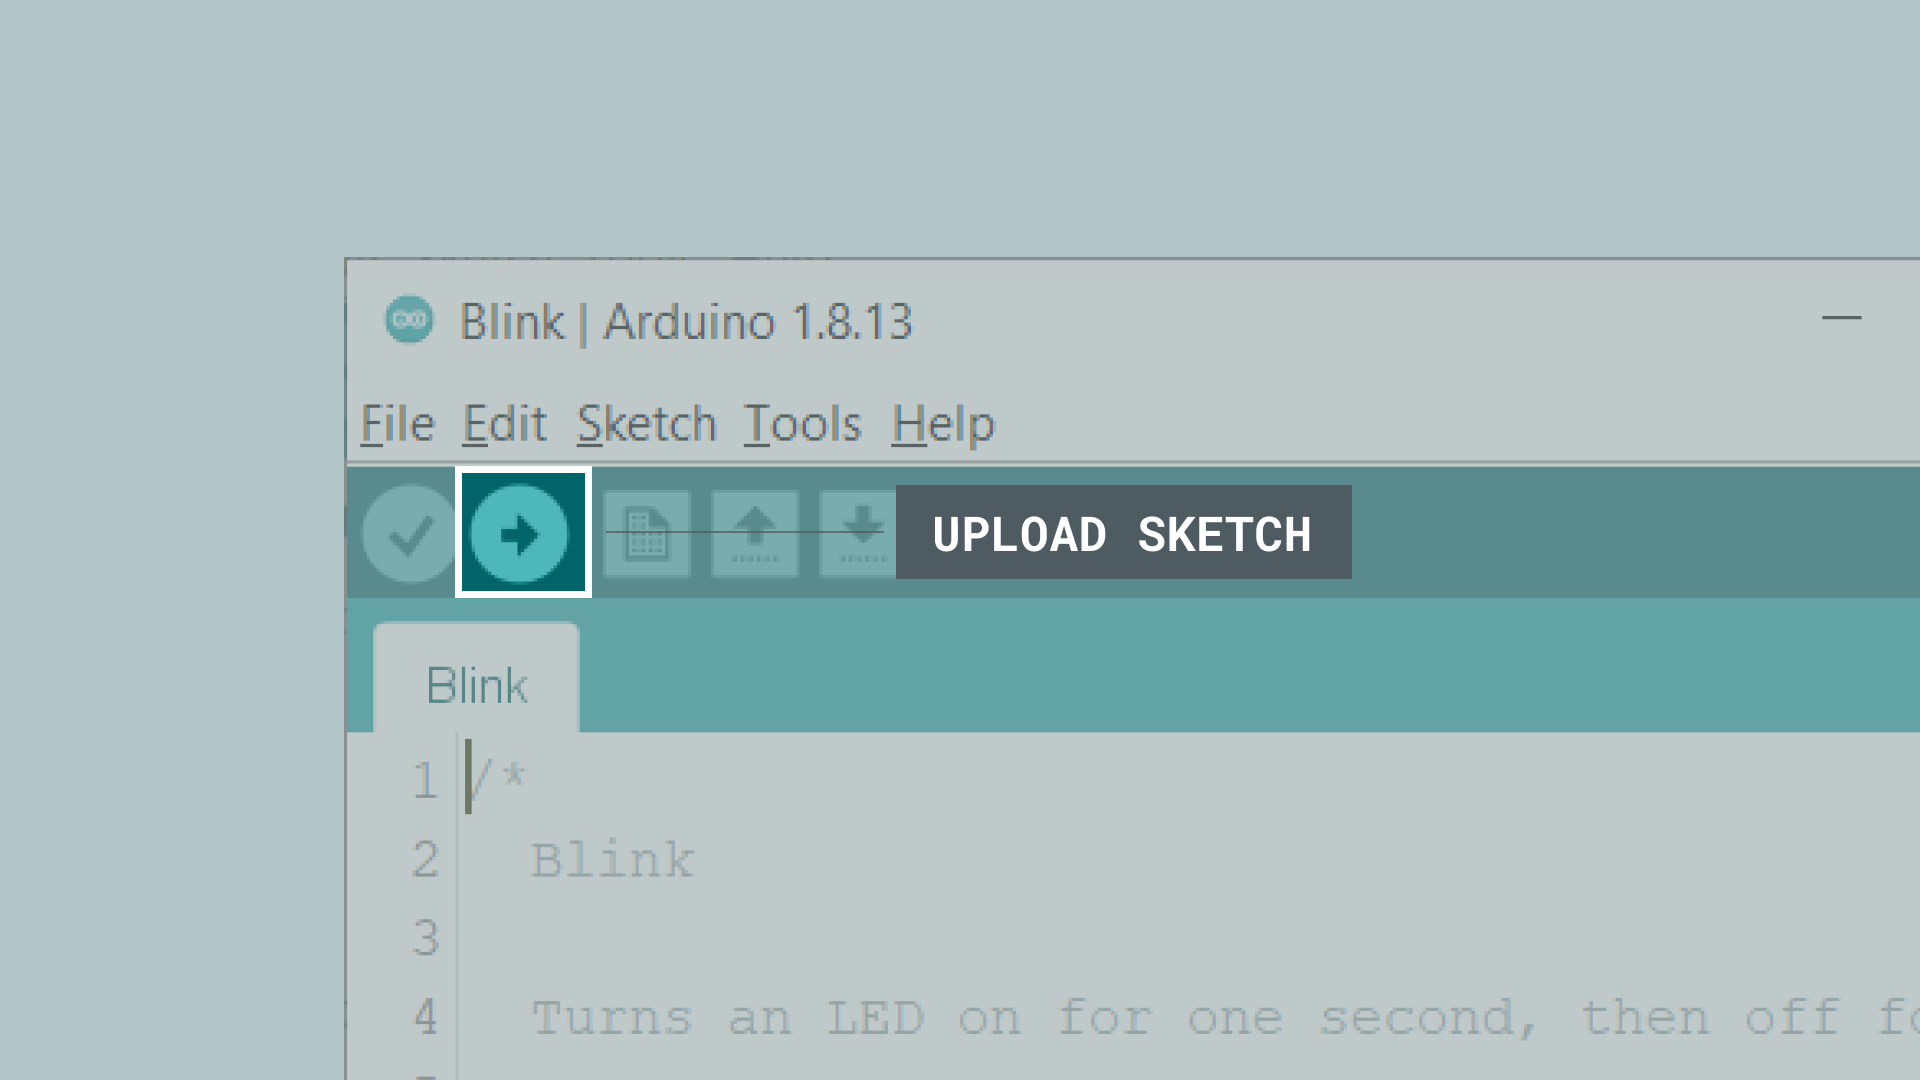 Blink | Arduino 1.8.13
File Edit Sketch Tools Help
UPLOAD SKETCH
Blink
1 /*
2 Blink
3
4 Turns an LED on for one second, then off